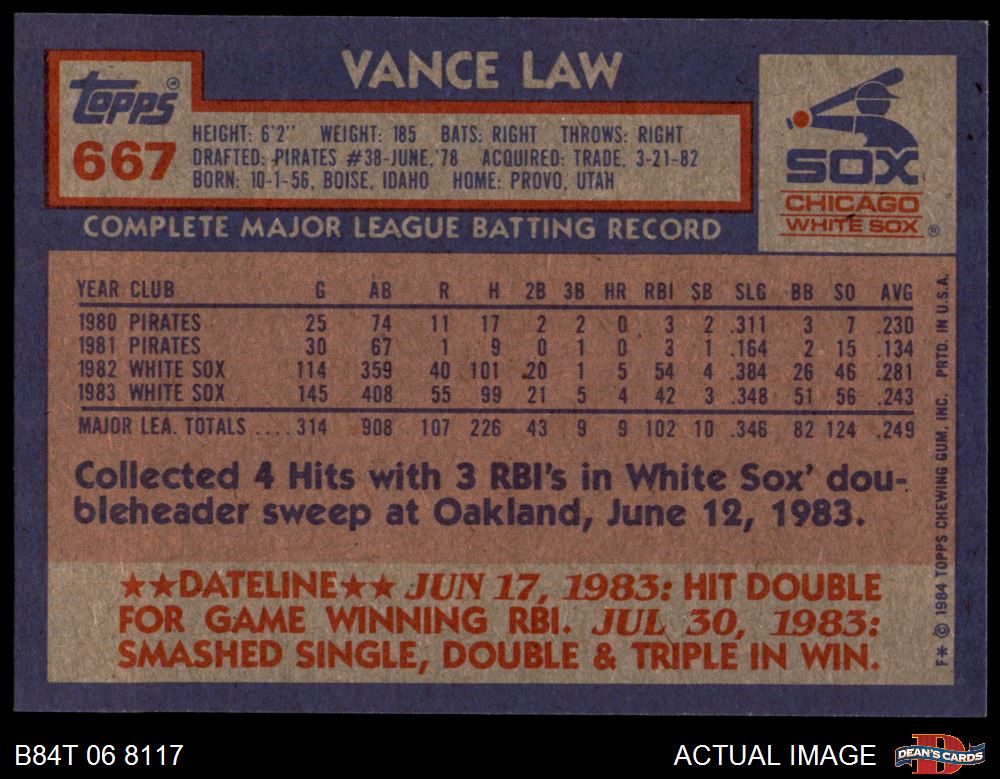 VANCE LAW
Topps®
667
HEIGHT: 6'2" WEIGHT: 185 BATS: RIGHT THROWS: RIGHT
DRAFTED: PIRATES #38-JUNE,'78 ACQUIRED: TRADE, 3-21-82
BORN: 10-1-56, BOISE, IDAHO HOME: PROVO, UTAH
SOX
CHICAGO
WHITE SOX ®
COMPLETE MAJOR LEAGUE BATTING RECORD
YEAR CLUB G AB R H 2B 3B HR RBI SB SLG BB SO AVG
1980 PIRATES 25 74 11 17 2 2 0 3 2 .311 3 7 .230
1981 PIRATES 30 67 1 9 0 1 0 3 1 .164 2 15 .134
1982 WHITE SOX 114 359 40 101 20 1 5 54 4 .384 26 46 .281
1983 WHITE SOX 145 408 55 99 21 5 4 42 3 .348 51 56 .243
MAJOR LEA. TOTALS ....314 908 107 226 43 9 9 102 10 .346 82 124 .249
Collected 4 Hits with 3 RBI's in White Sox' dou-
bleheader sweep at Oakland, June 12, 1983.
★★DATELINE★★ JUN 17, 1983: HIT DOUBLE
FOR GAME WINNING RBI. JUL 30, 1983:
SMASHED SINGLE, DOUBLE & TRIPLE IN WIN.
F* © 1984 TOPPS CHEWING GUM, INC. PRTD. IN U.S.A.
B84T 06 8117
ACTUAL IMAGE
D
DEAN'S CARDS